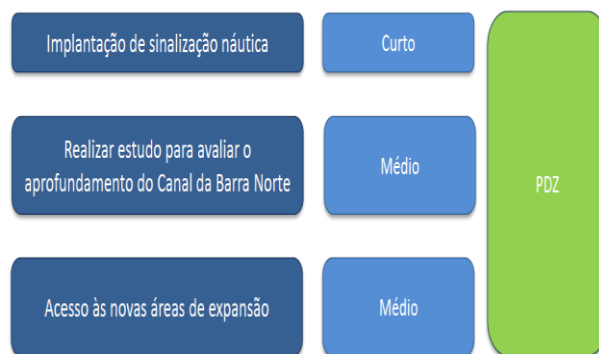 Implantação de sinalização náutica
Curto
Realizar estudo para avaliar o
aprofundamento do Canal da Barra Norte
Médio
PDZ
Acesso às novas áreas de expansão
Médio